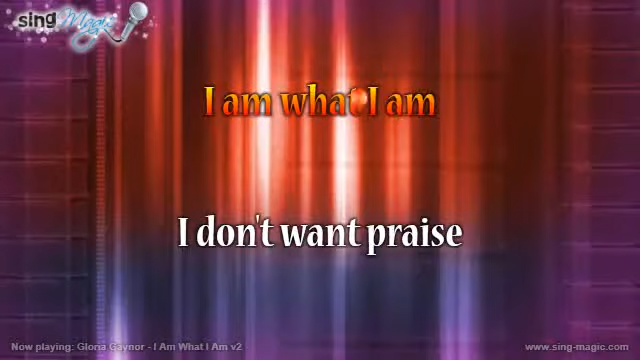 sing Magic
I am what I am
I don't want praise
Now playing: Gloria Gaynor - I Am What I Am v2
www.sing-magic.com